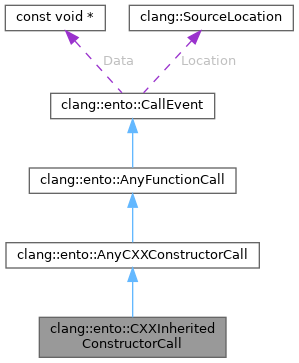 const void *
clang::SourceLocation
Data
Location
clang::ento::CallEvent
clang::ento::AnyFunctionCall
clang::ento::AnyCXXConstructorCall
clang::ento::CXXInherited
ConstructorCall